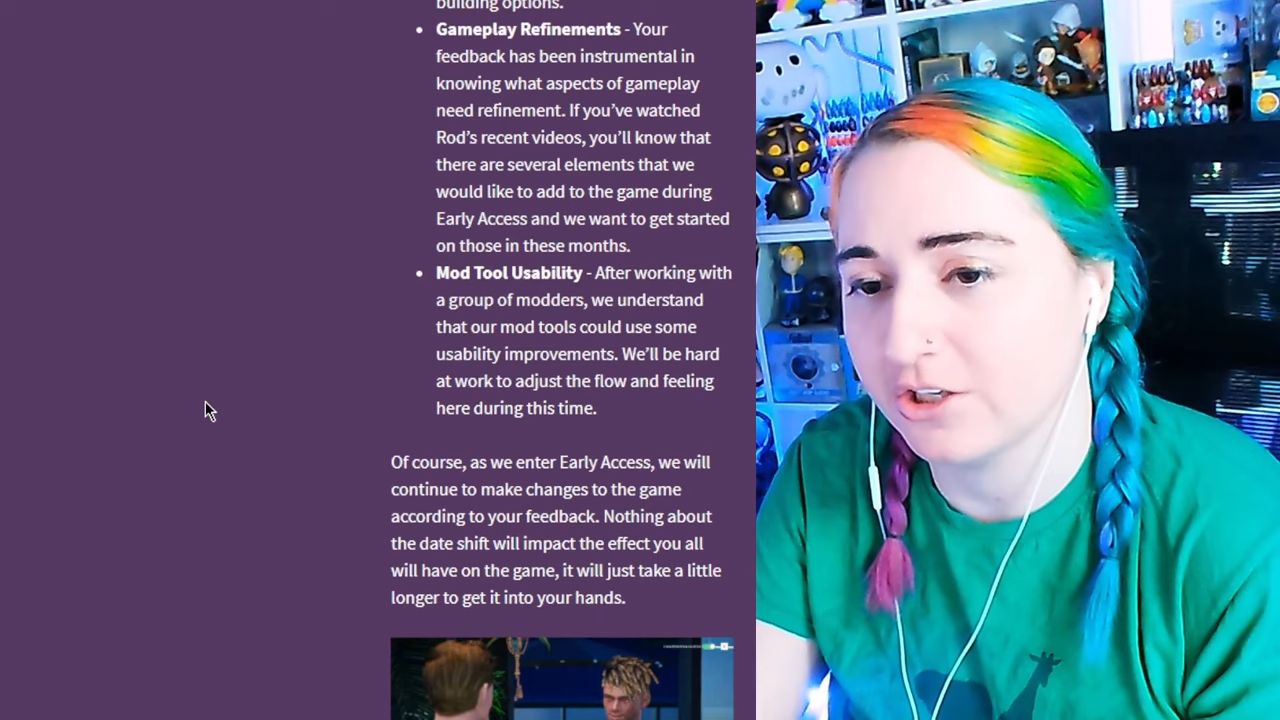 building options.
Gameplay Refinements - Your
feedback has been instrumental in
knowing what aspects of gameplay
need refinement. If you’ve watched
Rod’s recent videos, you’ll know that
there are several elements that we
would like to add to the game during
Early Access and we want to get started
on those in these months.
Mod Tool Usability - After working with
a group of modders, we understand
that our mod tools could use some
usability improvements. We’ll be hard
at work to adjust the flow and feeling
here during this time.
Of course, as we enter Early Access, we will
continue to make changes to the game
according to your feedback. Nothing about
the date shift will impact the effect you all
will have on the game, it will just take a little
longer to get it into your hands.